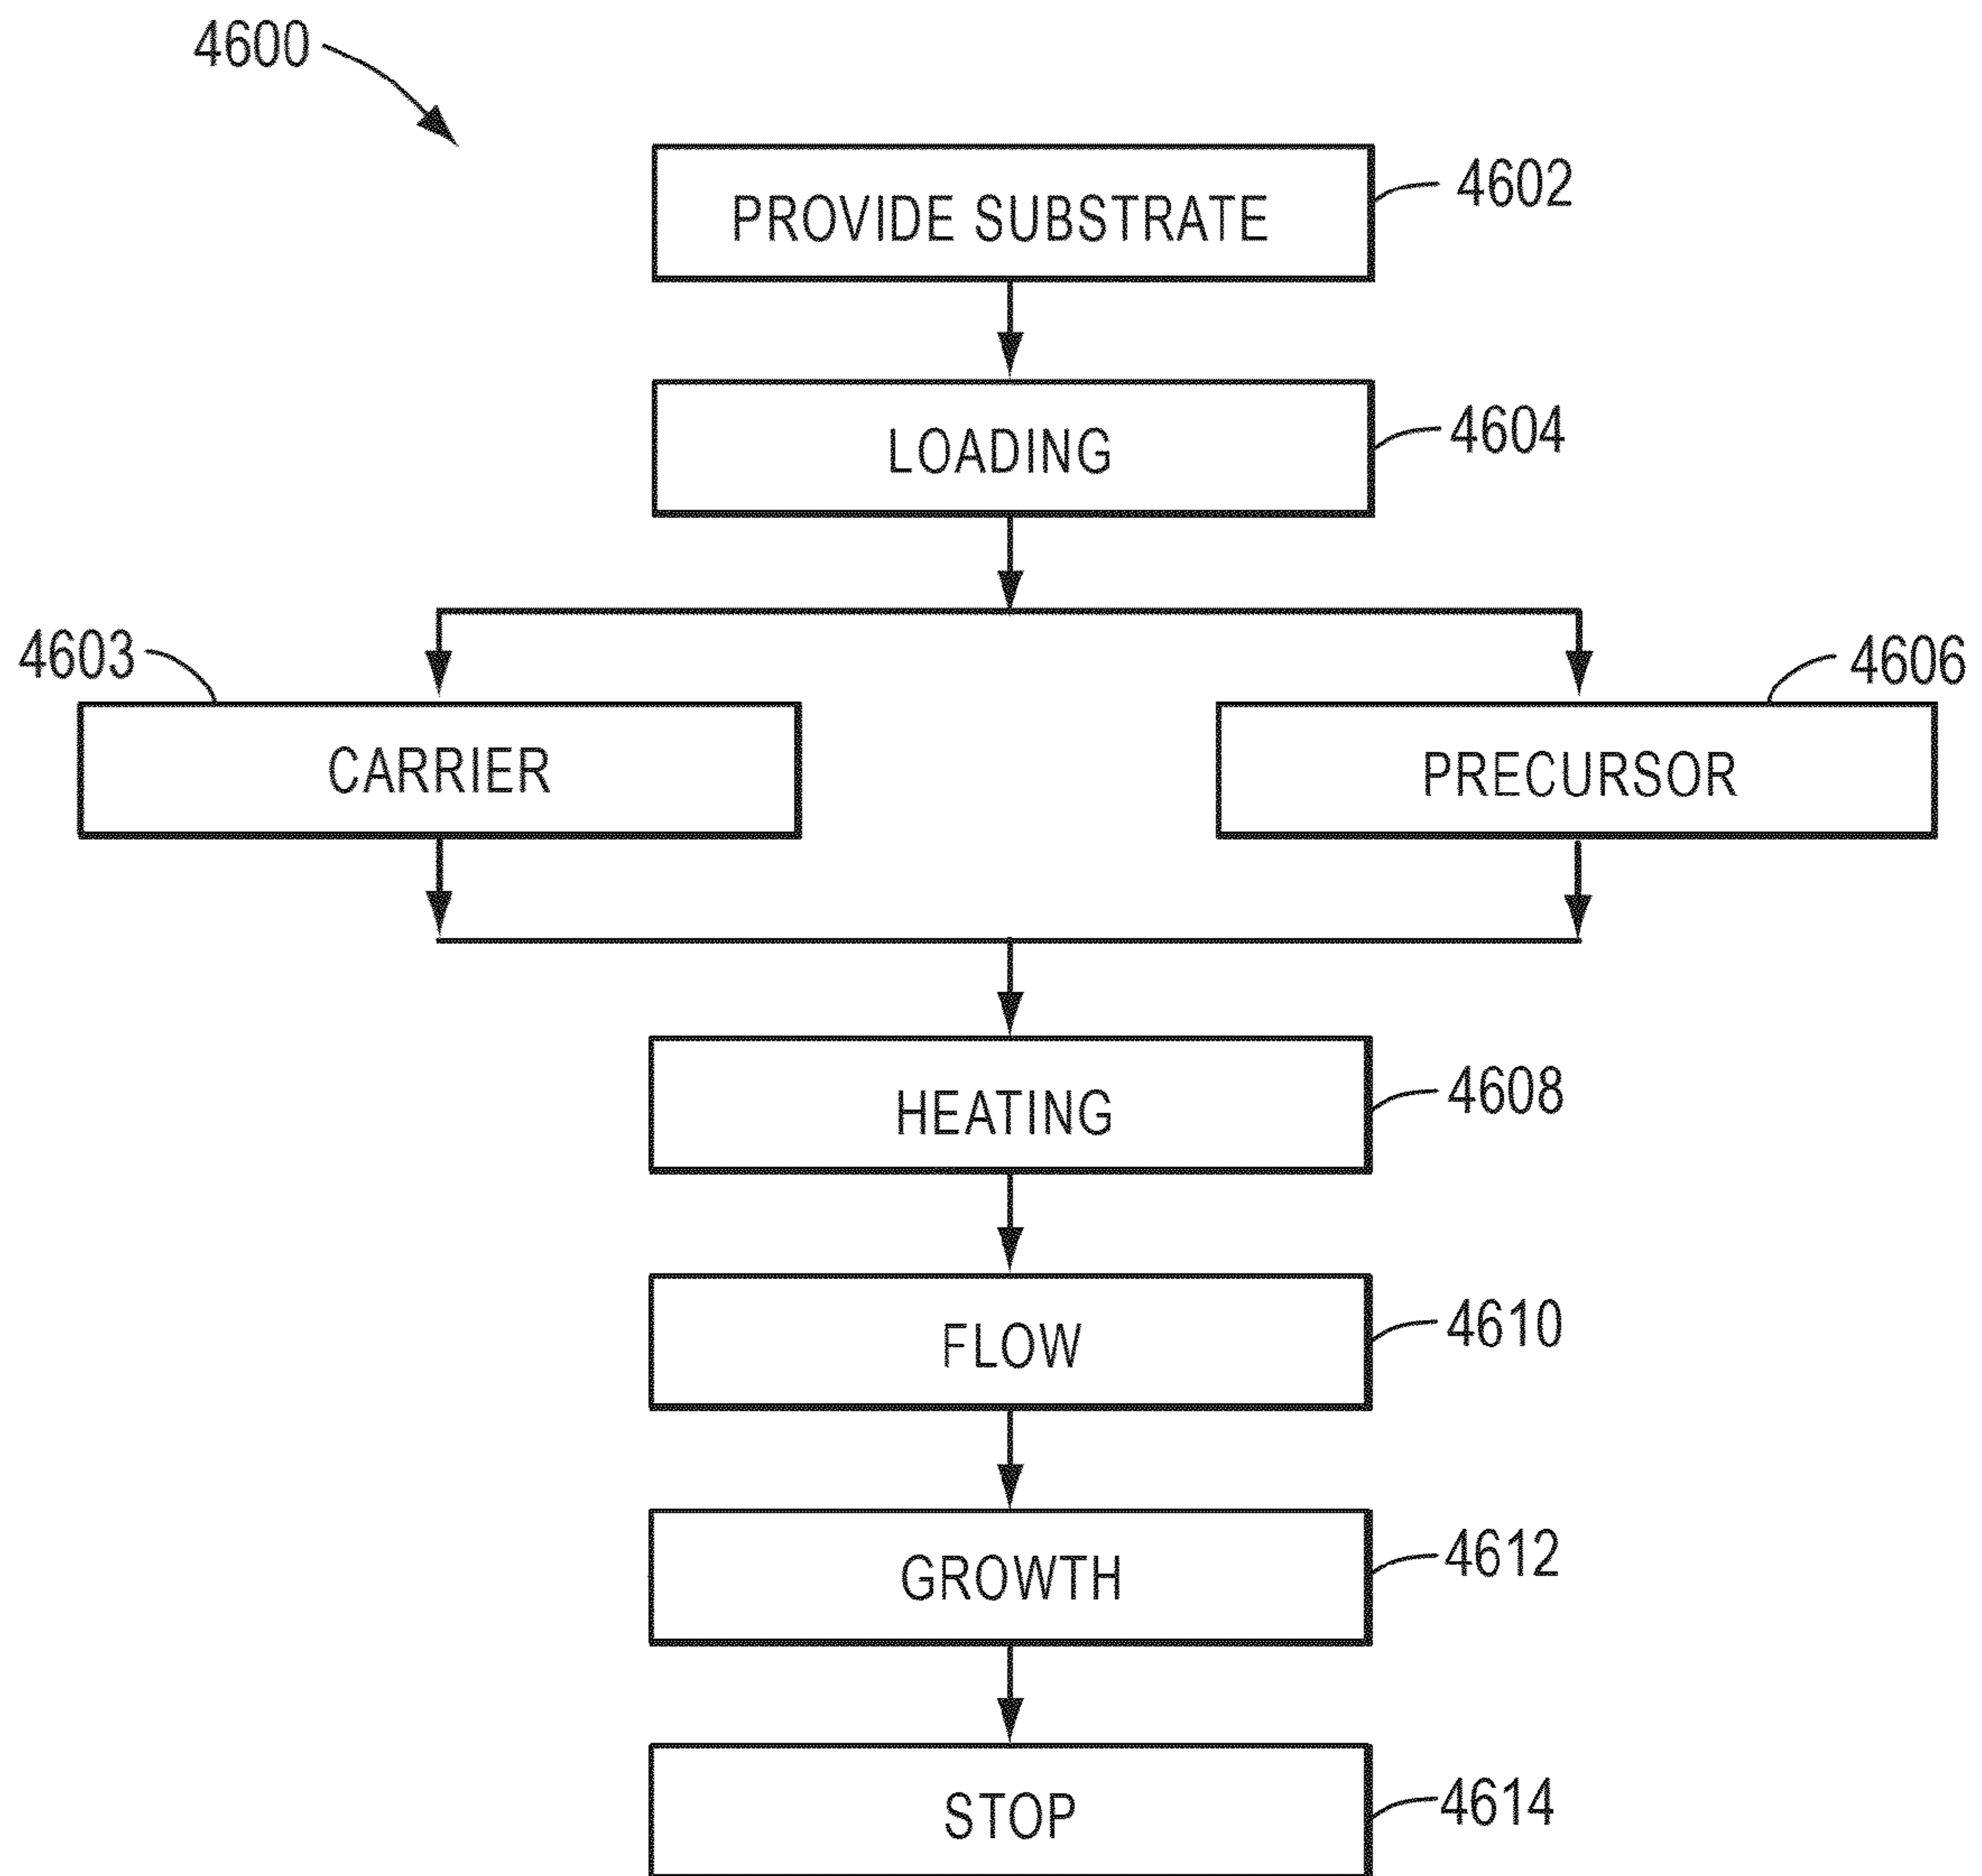 4600
PROVIDE SUBSTRATE
4602
LOADING
4604
4603
CARRIER
4606
PRECURSOR
HEATING
4608
FLOW
4610
GROWTH
4612
STOP
4614